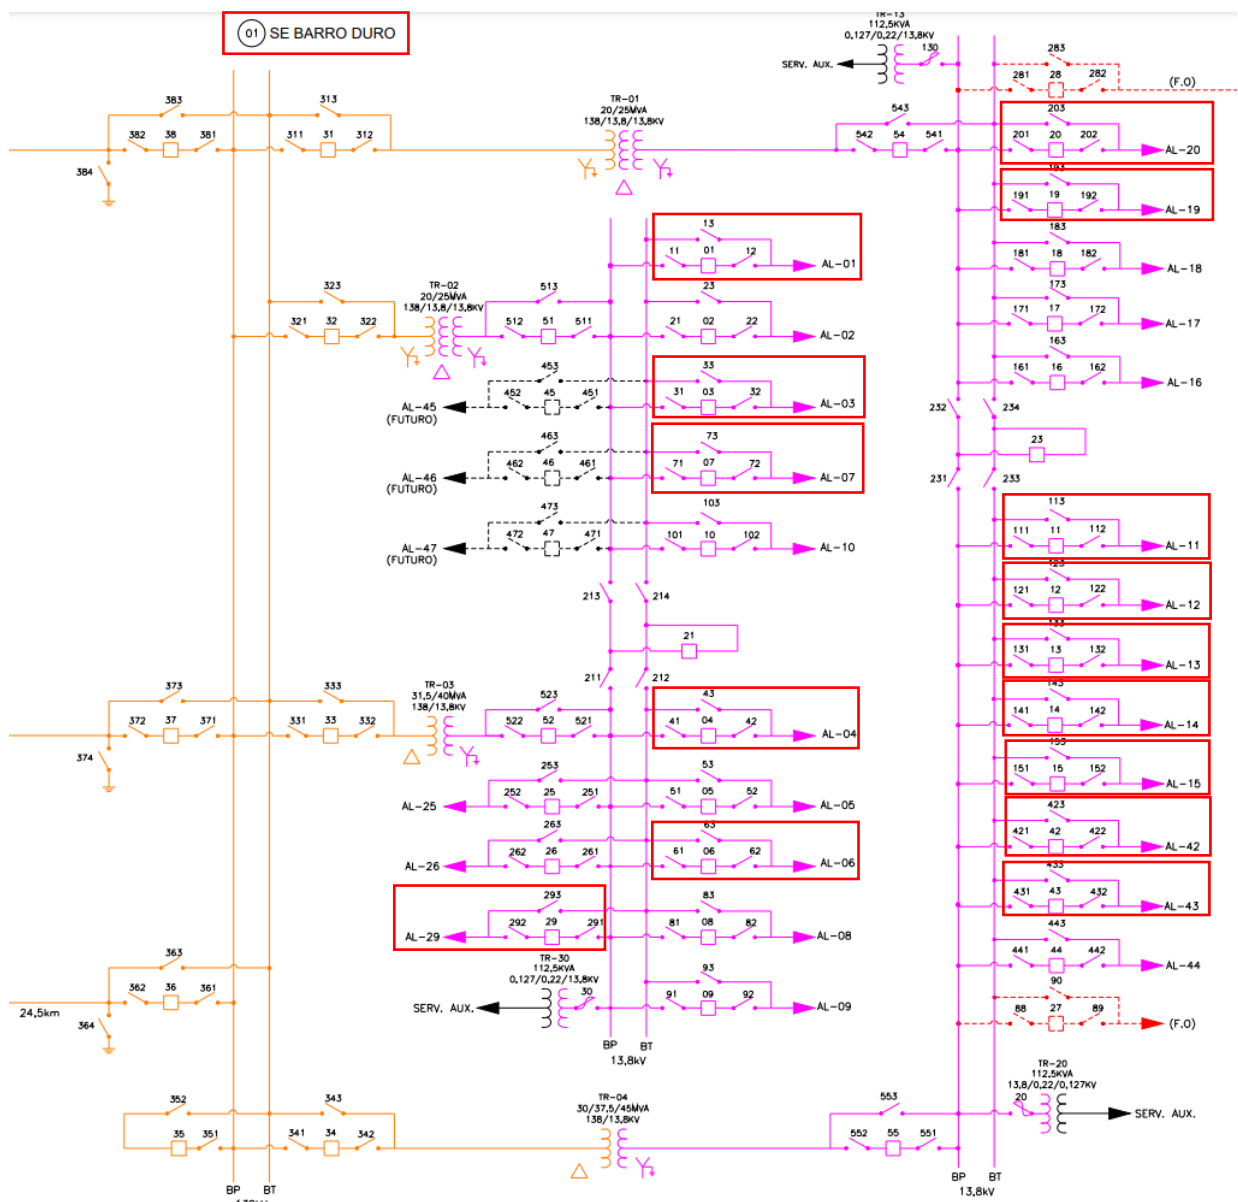 01 SE BARRO DURO
TR-13
112,5KVA
0,127/0,22/13,8KV
SERV. AUX.
130
283
281 28 282
(F.O)
383
313
382 38 381
311 31 312
384
TR-01
20/25MVA
138/13,8/13,8KV
543
542 54 541
203
201 20 202
AL-20
193
191 19 192
AL-19
183
181 18 182
AL-18
173
171 17 172
AL-17
163
161 16 162
AL-16
13
11 01 12
AL-01
323
321 32 322
TR-02
20/25MVA
138/13,8/13,8KV
513
512 51 511
23
21 02 22
AL-02
453
452 45 451
AL-45
(FUTURO)
33
31 03 32
AL-03
463
462 46 461
AL-46
(FUTURO)
73
71 07 72
AL-07
473
472 47 471
AL-47
(FUTURO)
103
101 10 102
AL-10
232 234
23
231 233
213 214
21
211 212
113
111 11 112
AL-11
123
121 12 122
AL-12
133
131 13 132
AL-13
143
141 14 142
AL-14
153
151 15 152
AL-15
423
421 42 422
AL-42
433
431 43 432
AL-43
443
441 44 442
AL-44
90
88 27 89
(F.O)
373
333
372 37 371
331 33 332
374
TR-03
31,5/40MVA
138/13,8KV
523
522 52 521
43
41 04 42
AL-04
253
252 25 251
AL-25
53
51 05 52
AL-05
263
262 26 261
AL-26
63
61 06 62
AL-06
293
292 29 291
AL-29
83
81 08 82
AL-08
TR-30
112,5KVA
0,127/0,22/13,8KV
SERV. AUX.
30
93
91 09 92
AL-09
BP BT
13,8kV
363
362 36 361
24,5km
364
352
343
35 351
341 34 342
TR-04
30/37,5/45MVA
138/13,8KV
553
552 55 551
TR-20
112,5KVA
13,8/0,22/0,127KV
20
SERV. AUX.
BP BT
13,8kV
BP BT
138kV